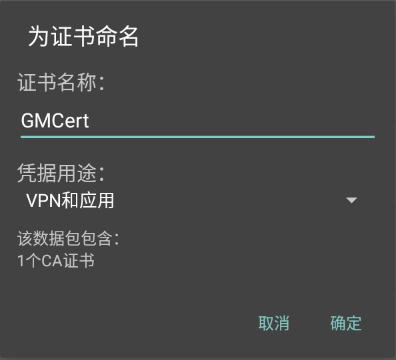 为证书命名
证书名称：
GMCert
凭据用途：
VPN和应用
该数据包包含：
1个CA证书
取消
确定